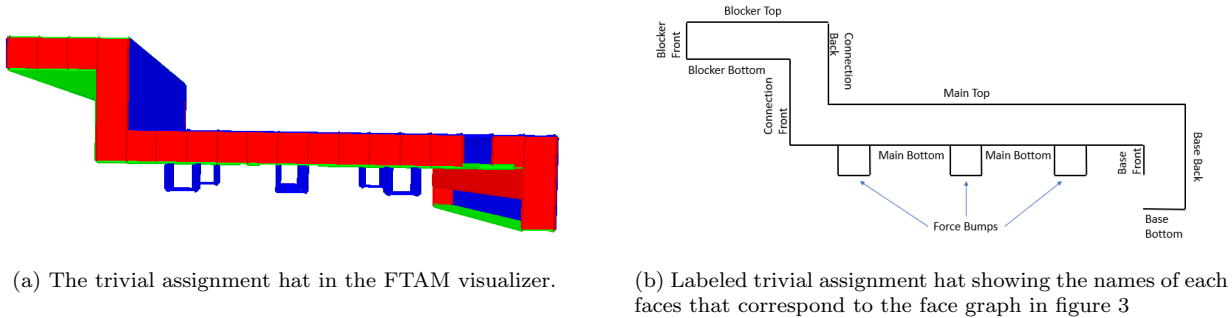 Blocker Top
Blocker
Front
Blocker Bottom
Connection
Back
Connection
Frout
Main Top
Main Bottom
Main Bottom
Base
Front
Base Back
Base
Bottom
Force Bumps
(a) The trivial assignment hat in the FTAM visualizer.
(b) Labeled trivial assignment hat showing the names of each
faces that correspond to the face graph in figure 3